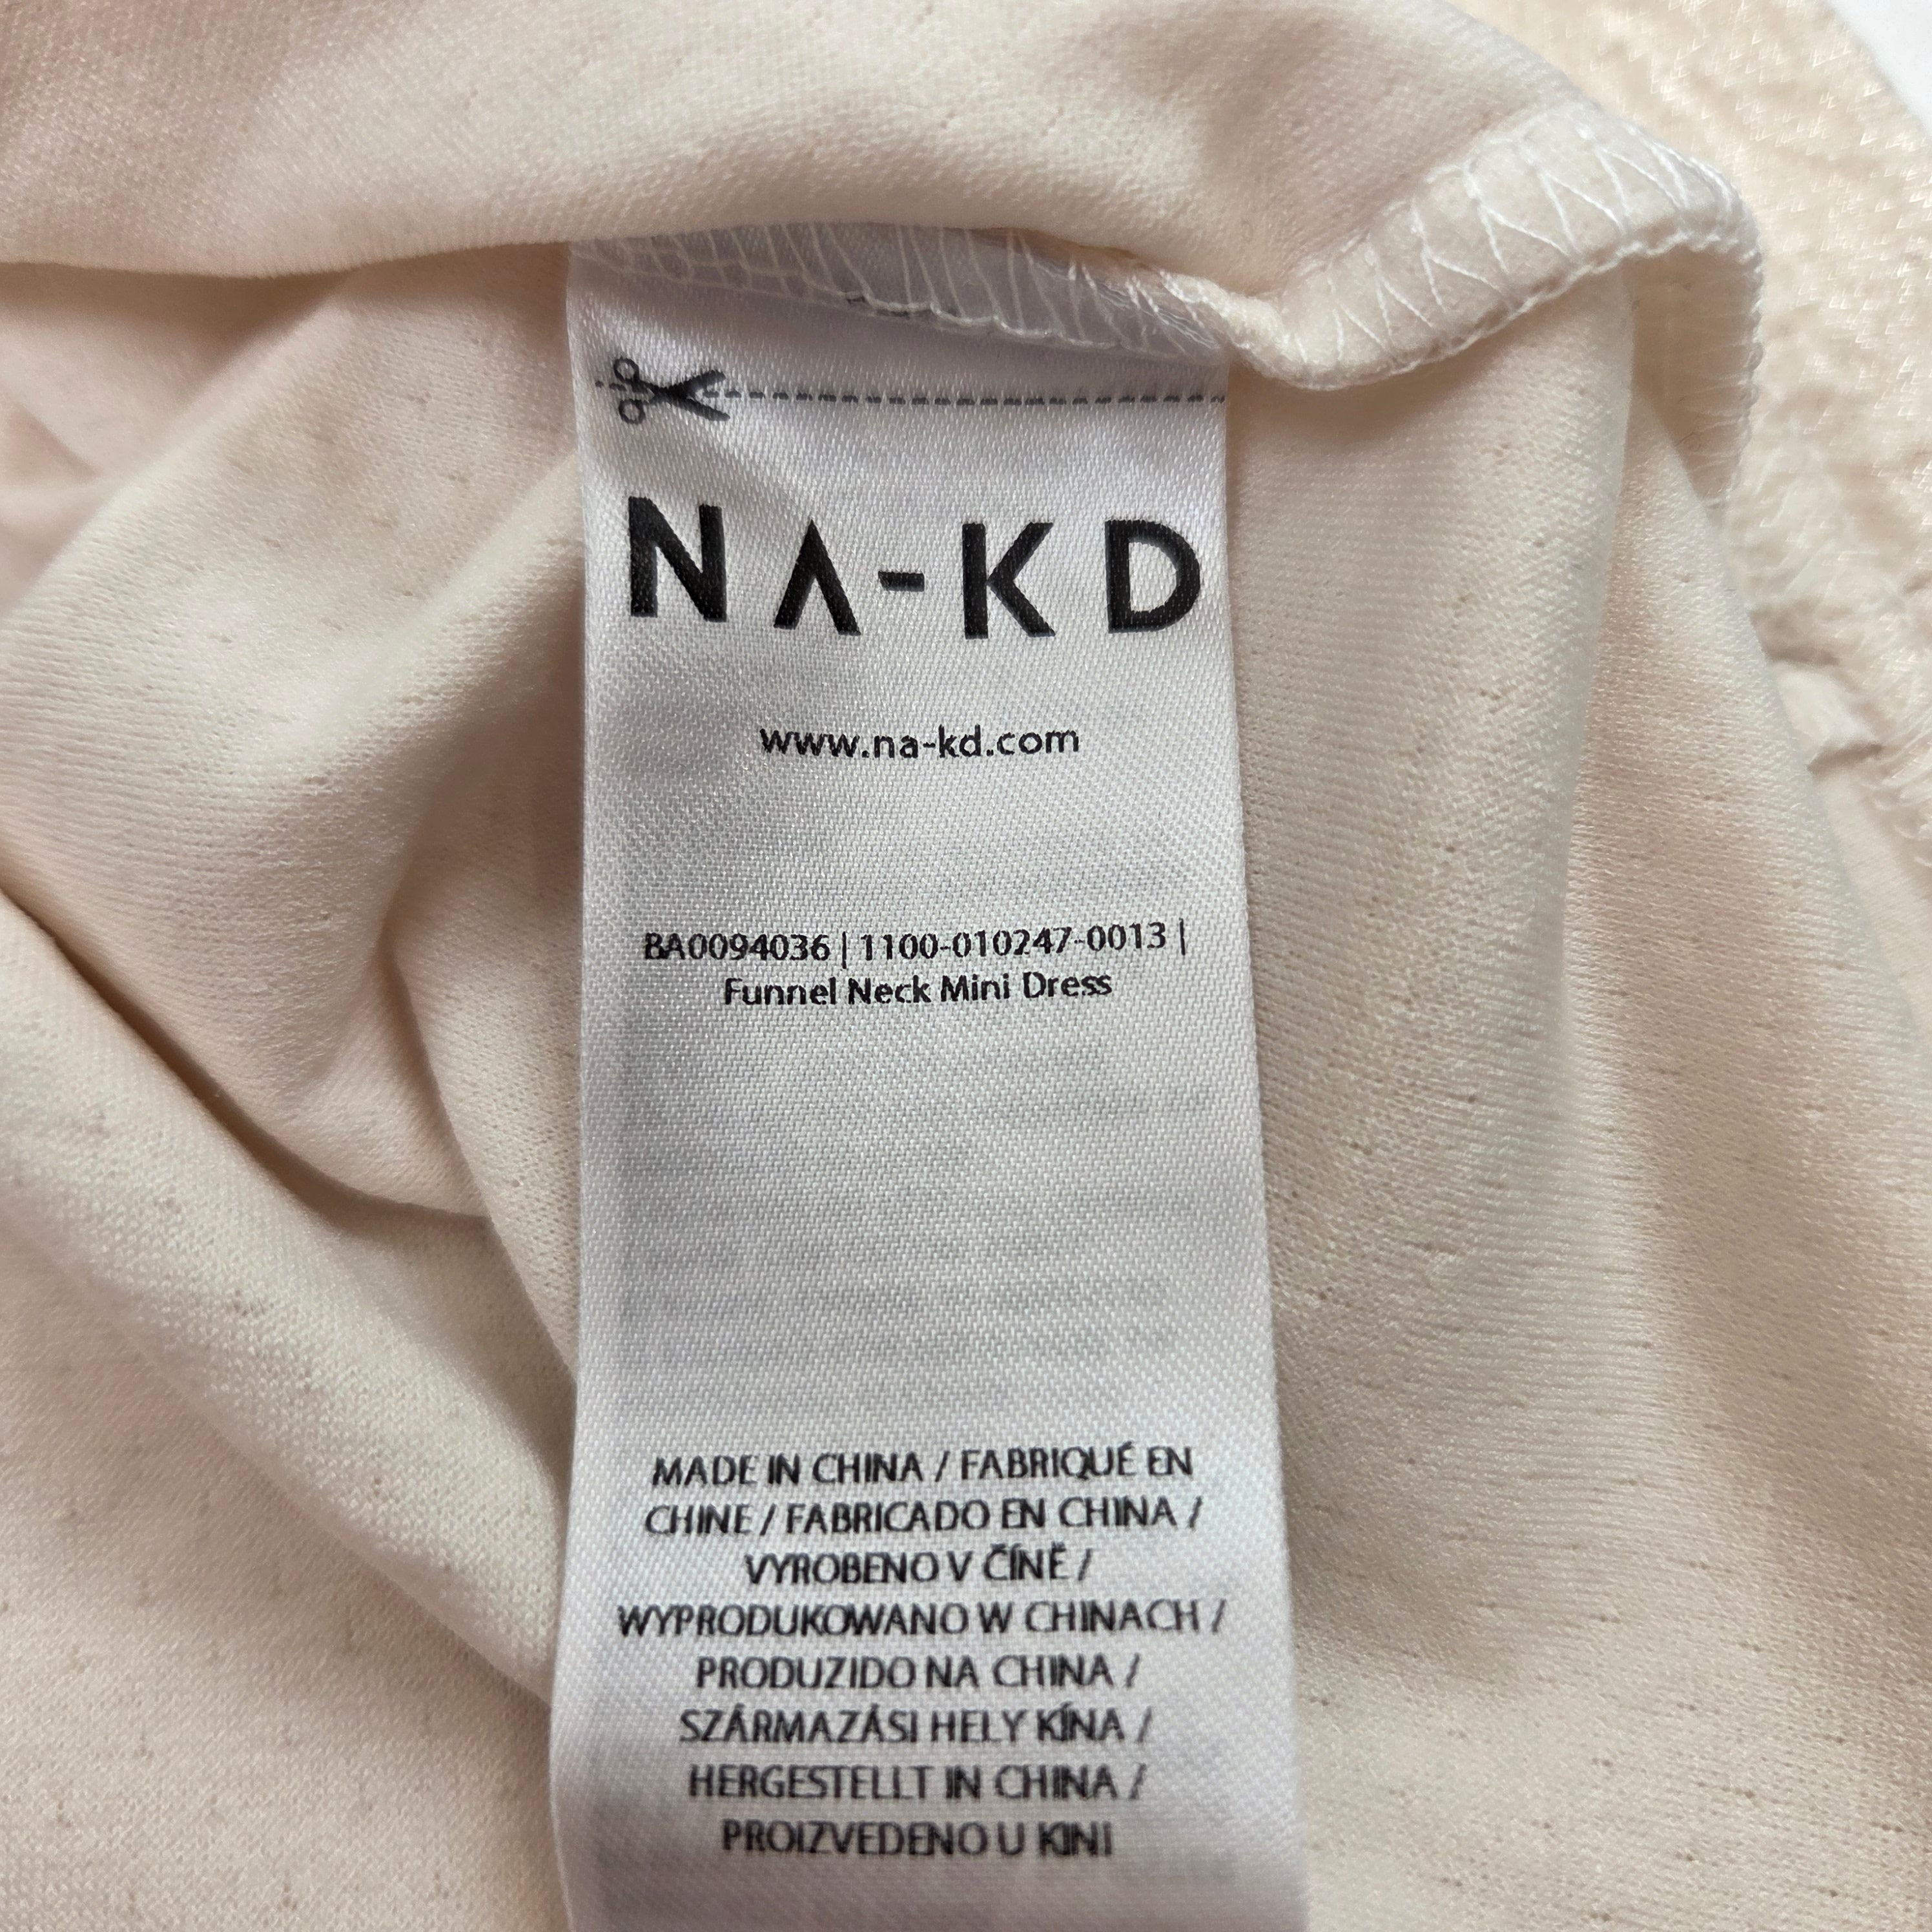 NA-KD
www.na-kd.com
BA0094036 | 1100-010247-0013 |
Funnel Neck Mini Dress
MADE IN CHINA / FABRIQUÉ EN
CHINE / FABRICADO EN CHINA /
VYROBENO V ČÍNĚ /
WYPRODUKOWANO W CHINACH /
PRODUZIDO NA CHINA /
SZÁRMAZÁSI HELY KÍNA /
HERGESTELLT IN CHINA /
PROIZVEDENO U KINI